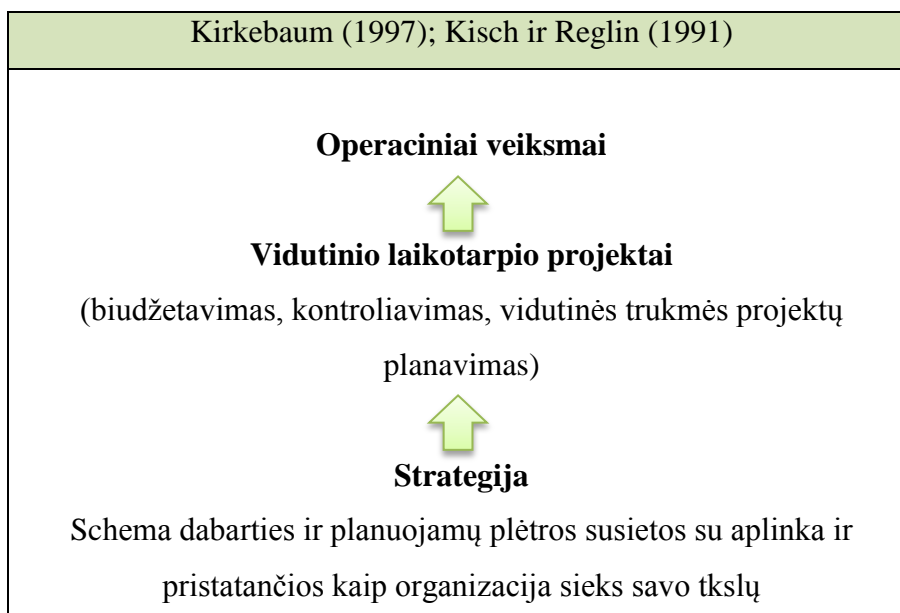 Kirkebaum (1997); Kisch ir Reglin (1991)
Operaciniai veiksmai
Vidutinio laikotarpio projektai
(biudžetavimas, kontroliavimas, vidutinės trukmės projektų
planavimas)
Strategija
Schema dabarties ir planuojamų plėtros susietos su aplinka ir
pristatančios kaip organizacija sieks savo tkslų